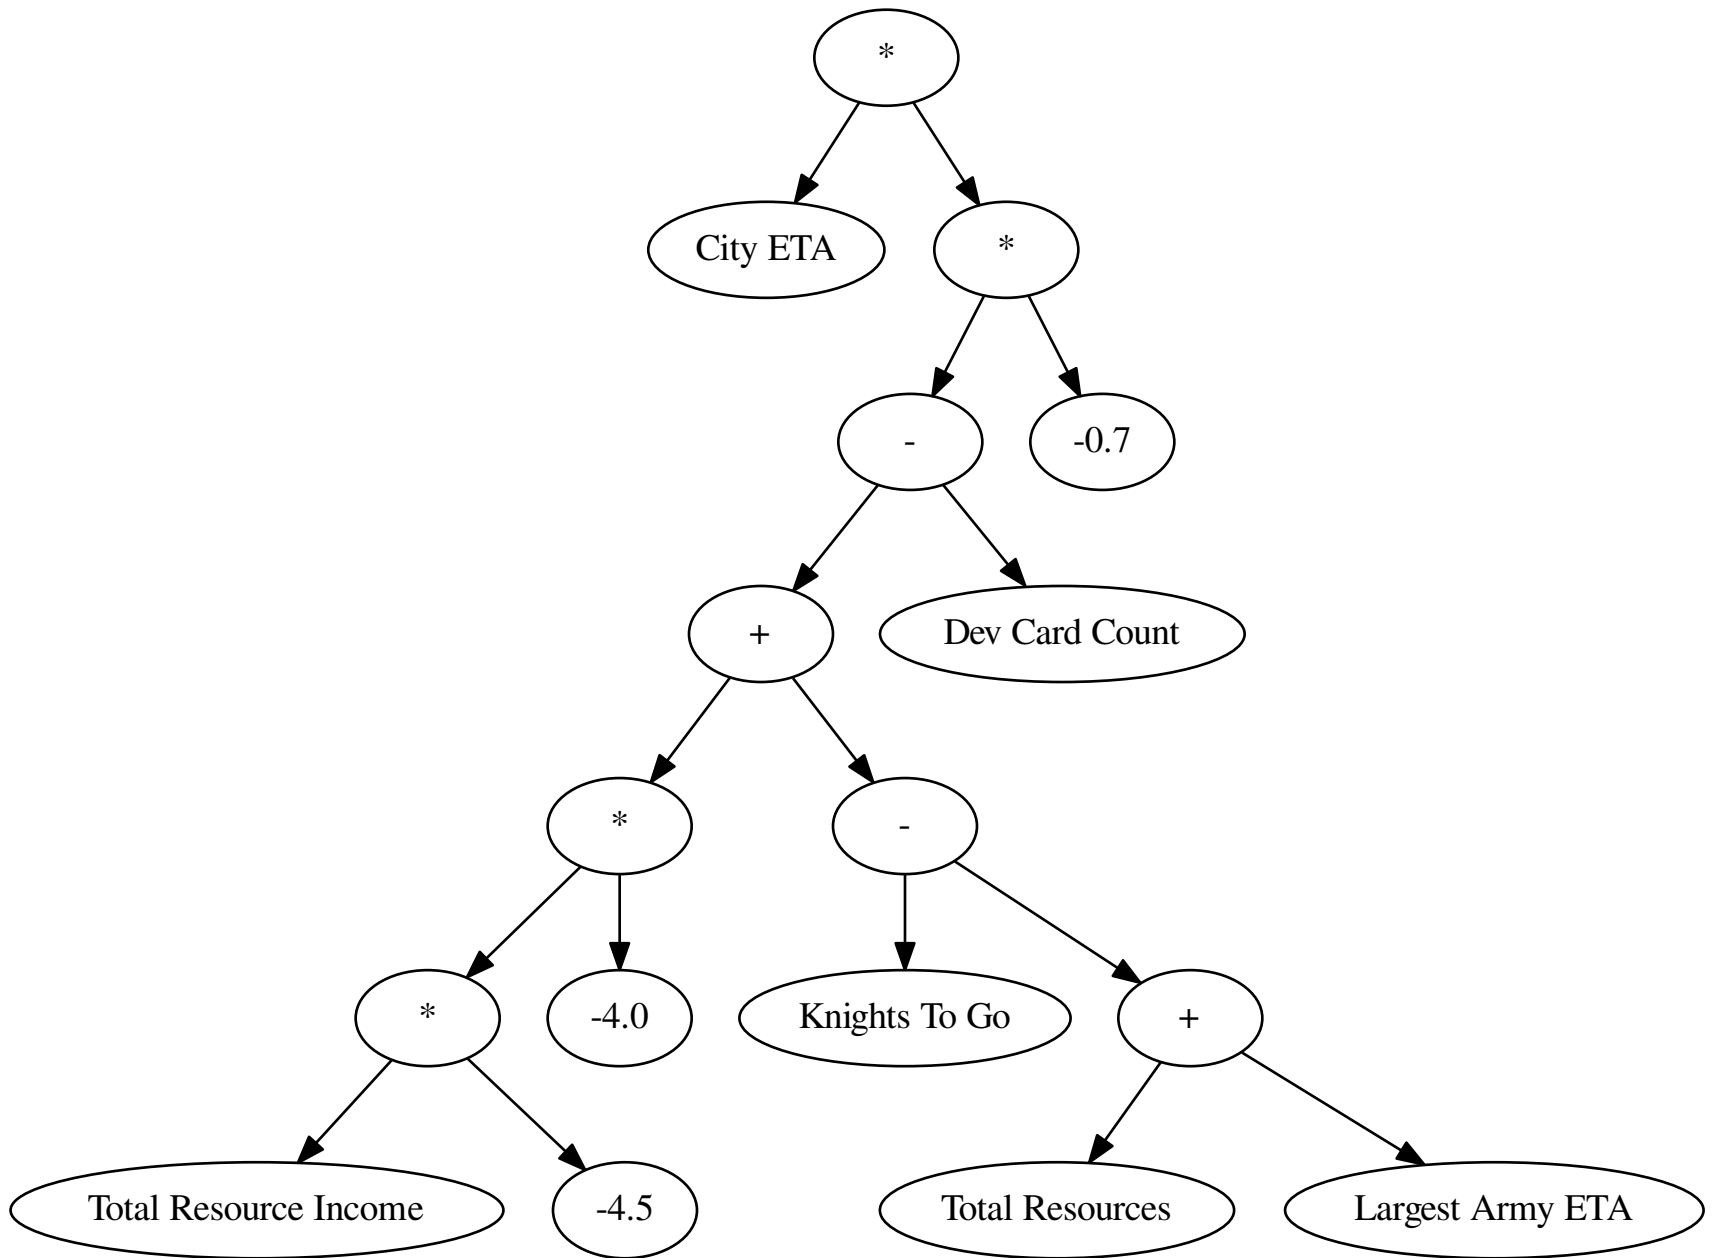 *
City ETA
*
-
-0.7
+
Dev Card Count
*
-
*
-4.0
Knights To Go
+
Total Resource Income
-4.5
Total Resources
Largest Army ETA